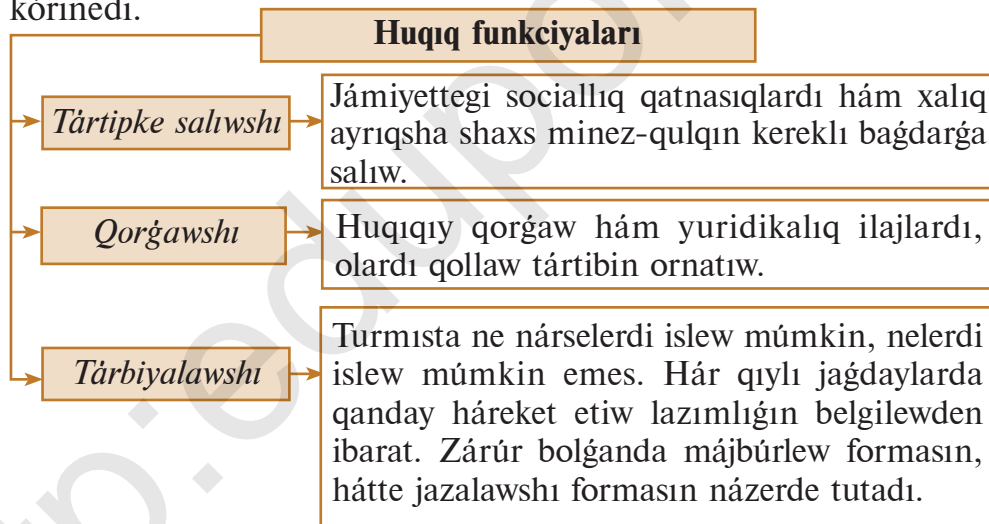 kórinedi.
Huqıq funkciyaları
Tártipke salıwshı
Jámiyettegi sociallıq qatnasıqlardı hám xalıq
ayrıqsha shaxs minez-qulqın kereklı baǵdarǵa
salıw.
Qorǵawshı
Huqıqıy qorǵaw hám yuridikalıq ilajlardı,
olardı qollaw tártibin ornatıw.
Tárbiyalawshı
Turmısta ne nárselerdi islew múmkin, nelerdi
islew múmkin emes. Hár qıylı jaǵdaylarda
qanday háreket etiw lazımlıǵın belgilewden
ibarat. Zárúr bolǵanda májbúrlew formasın,
hátte jazalawshı formasın názerde tutadı.